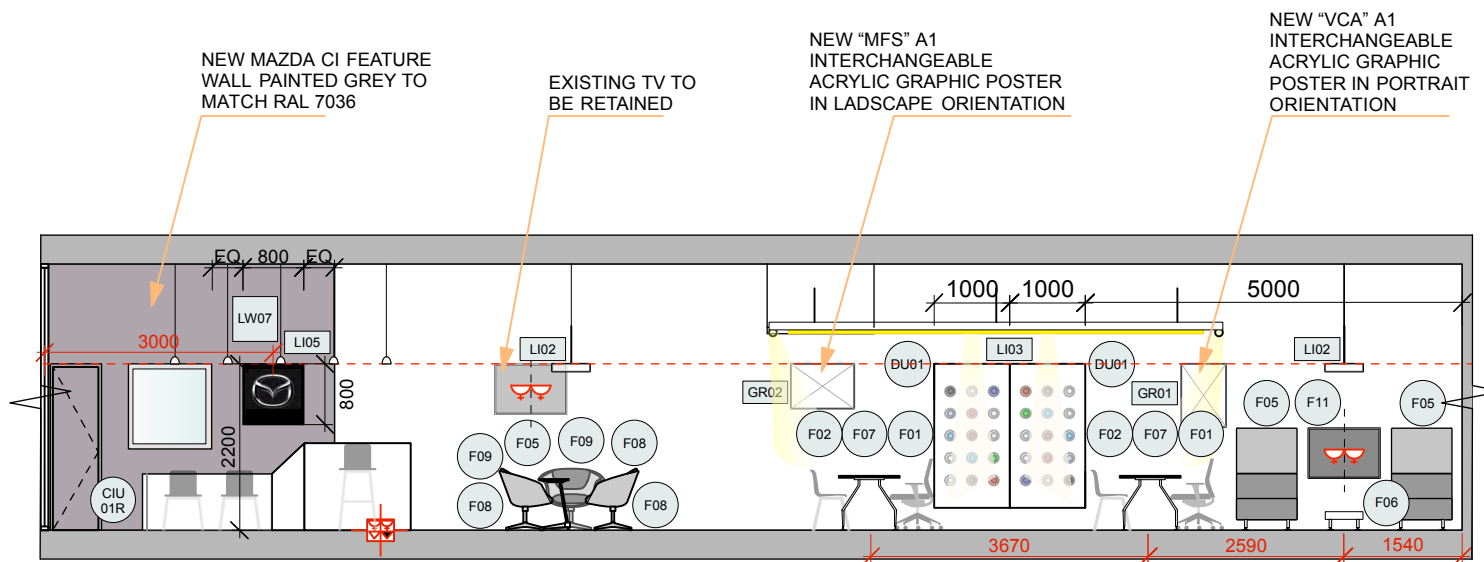 NEW MAZDA CI FEATURE
WALL PAINTED GREY TO
MATCH RAL 7036
EXISTING TV TO
BE RETAINED
NEW “MFS” A1
INTERCHANGEABLE
ACRYLIC GRAPHIC POSTER
IN LADSCAPE ORIENTATION
NEW “VCA” A1
INTERCHANGEABLE
ACRYLIC GRAPHIC
POSTER IN PORTRAIT
ORIENTATION
EQ 800 EQ
1000 1000 5000
LW07
LI05
3000
LI02
LI03
LI02
DU01
DU01
GR02
GR01
800
2200
F05
F09
F09
F08
F08
F08
F02
F07
F01
F02
F07
F01
F05
F11
F05
F06
CIU
01R
3670 2590 1540